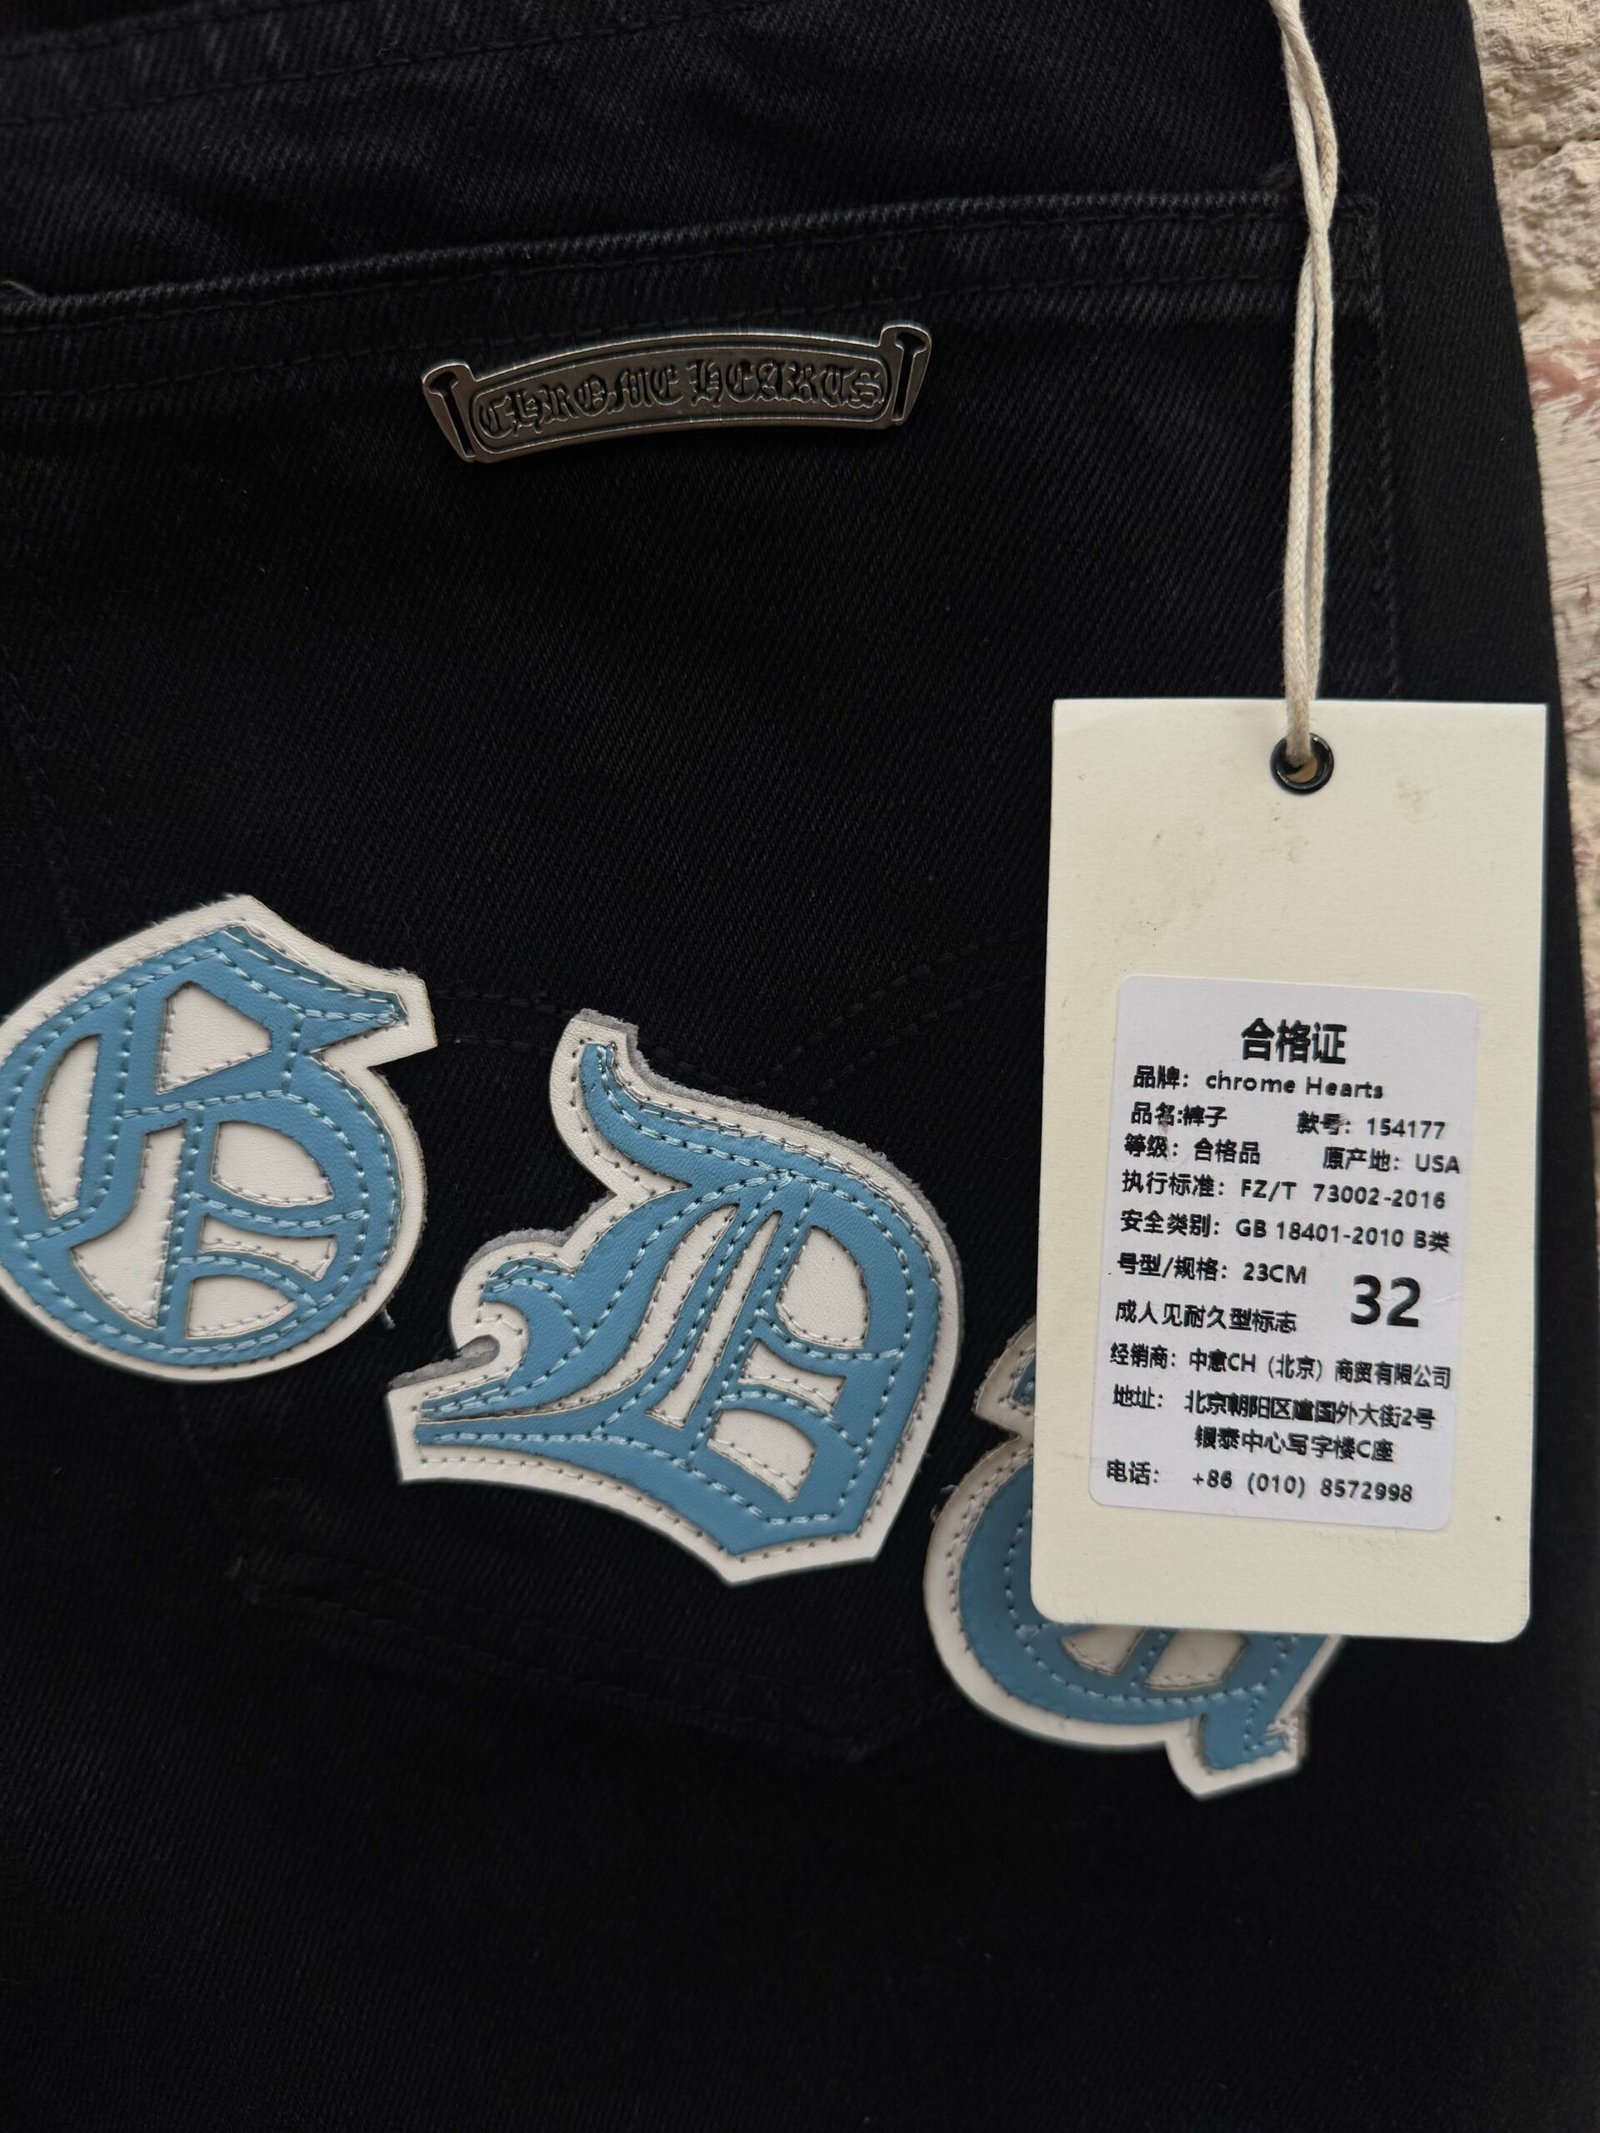 CHROME HEARTS
合格证
品牌：chrome Hearts
品名:裤子 款号：154177
等级：合格品 原产地：USA
执行标准：FZ/T 73002-2016
安全类别：GB 18401-2010 B类
号型/规格：23CM 32
成人见耐久型标志
经销商：中意CH（北京）商贸有限公司
地址：北京朝阳区建国外大街2号
银泰中心写字楼C座
电话：+86（010）8572998